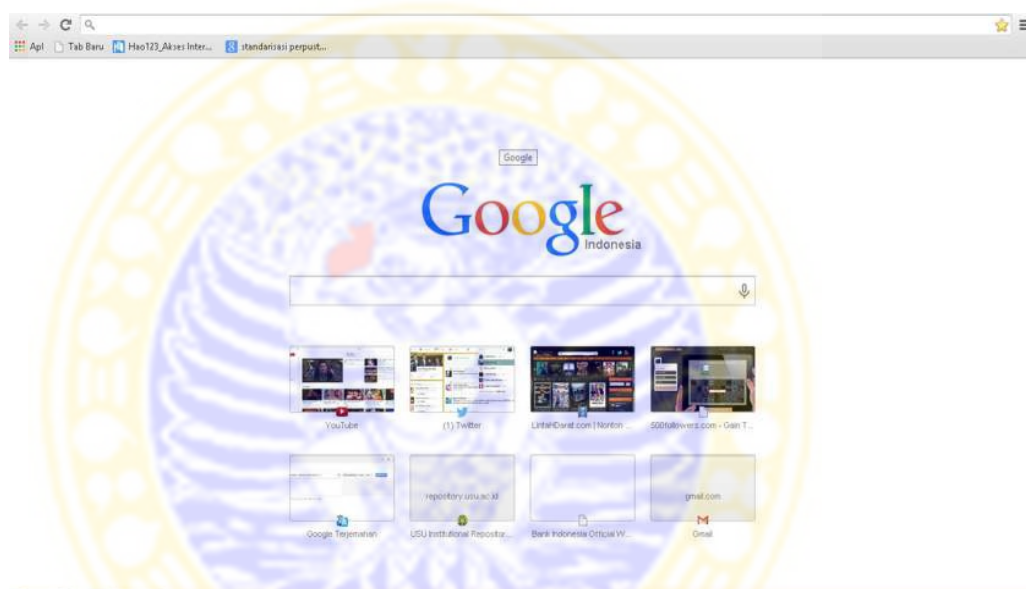 Apl Tab Baru Hao123_Akses Inter... standarisasi perpust...
Google
Google
Indonesia
YouTube (1) Twitter LintahDarat.com | Nonton ... 500followers.com - Gain T...
repository.usu.ac.id gmail.com
Google Terjemahan USU Institutional Repositor... Bank Indonesia Official W... Gmail